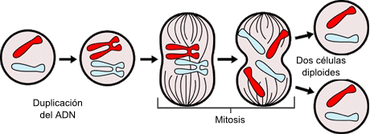 Duplicación
del ADN
Mitosis
Dos células
diploides